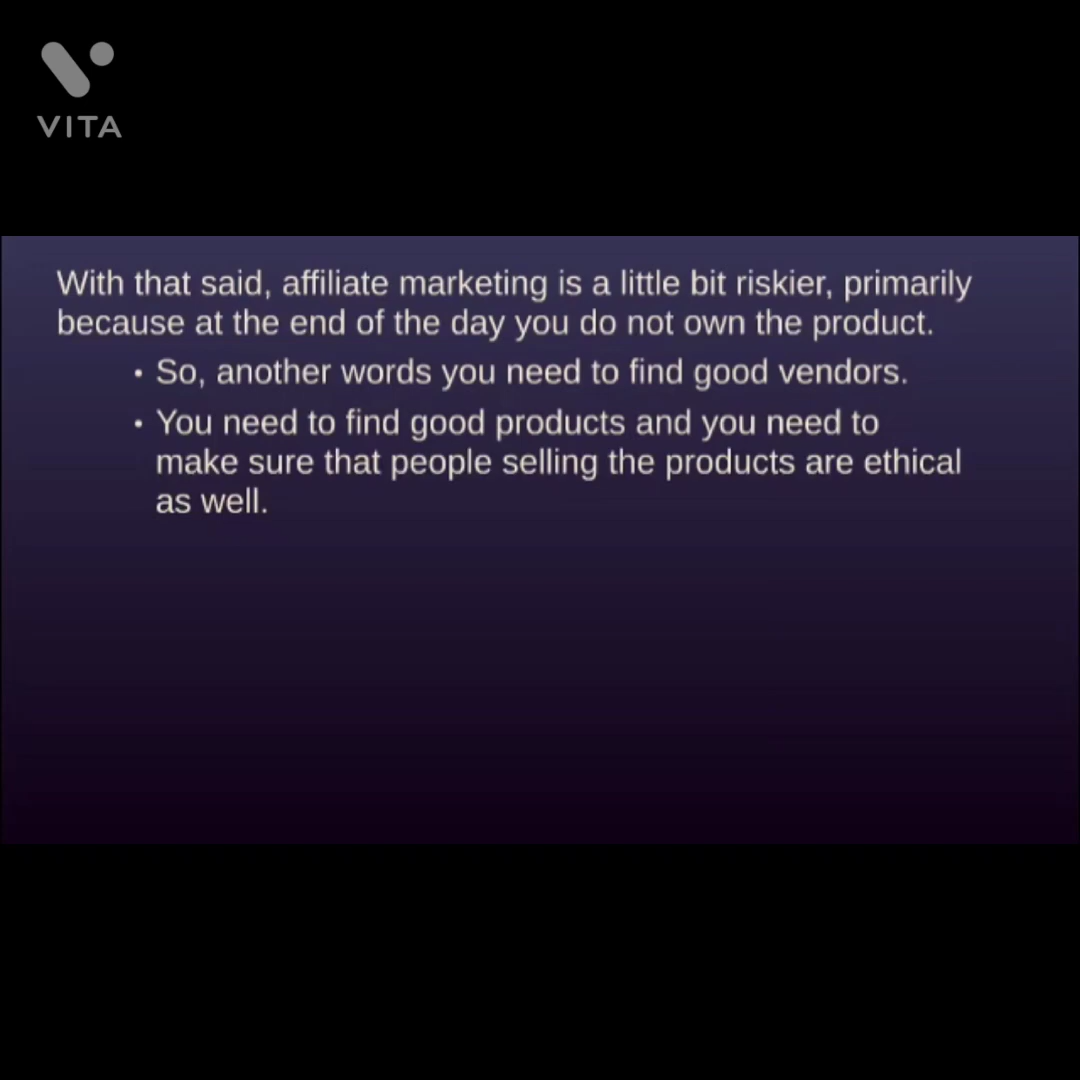 VITA
With that said, affiliate marketing is a little bit riskier, primarily
because at the end of the day you do not own the product.
• So, another words you need to find good vendors.
• You need to find good products and you need to
make sure that people selling the products are ethical
as well.